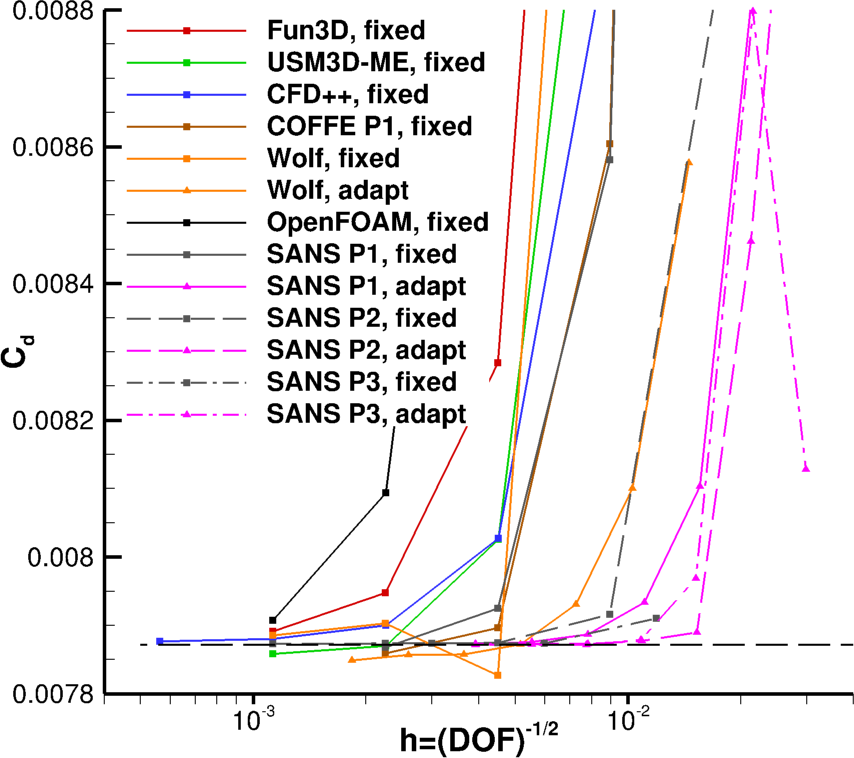 0.0088
Fun3D, fixed
USM3D-ME, fixed
CFD++, fixed
0.0086
COFFE P1, fixed
Wolf, fixed
Wolf, adapt
OpenFOAM, fixed
SANS P1, fixed
0.0084
SANS P1, adapt
SANS P2, fixed
C_d
SANS P2, adapt
SANS P3, fixed
0.0082
SANS P3, adapt
0.008
0.0078
10^-3
10^-2
h=(DOF)^-1/2